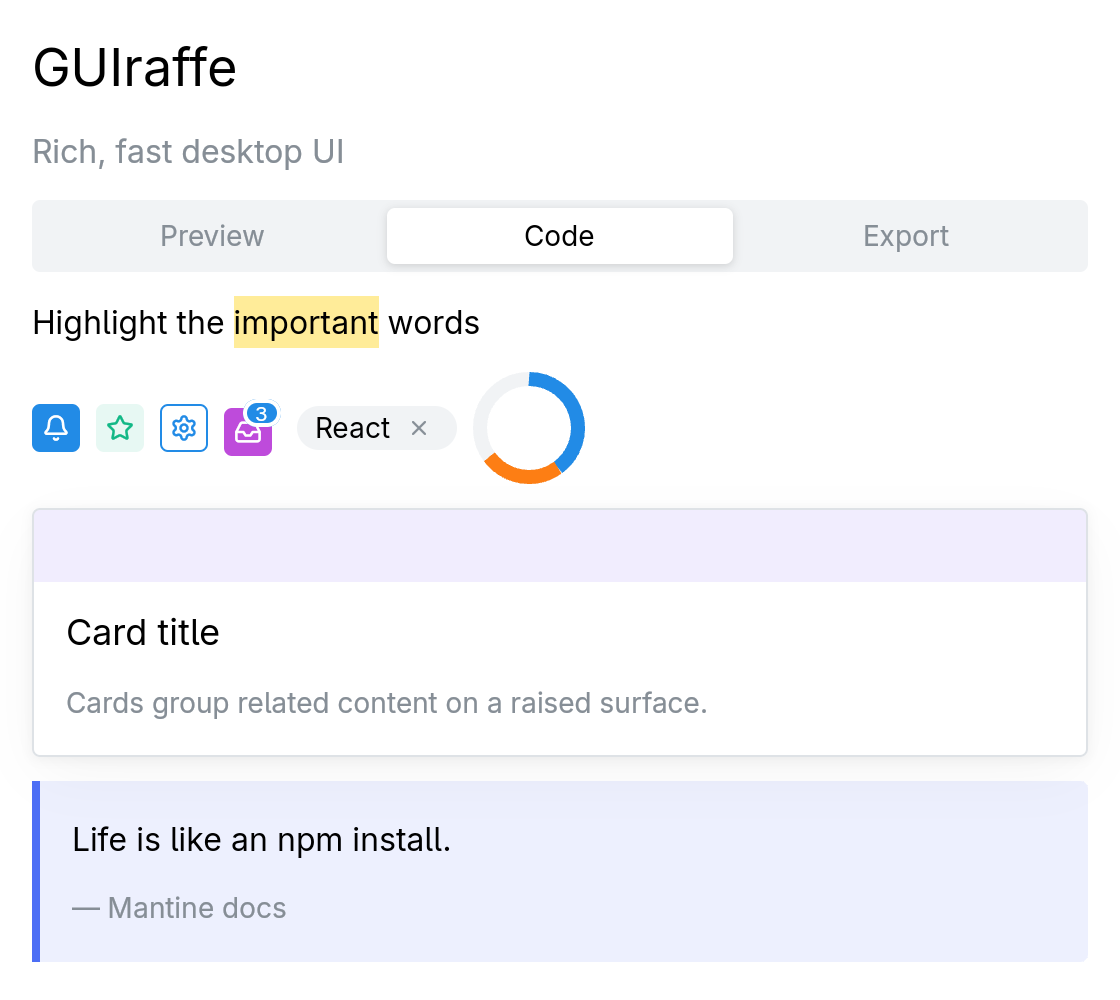 GUIraffe
Rich, fast desktop UI
Preview Code Export
Highlight the important words
3
React
Card title
Cards group related content on a raised surface.
Life is like an npm install.
— Mantine docs